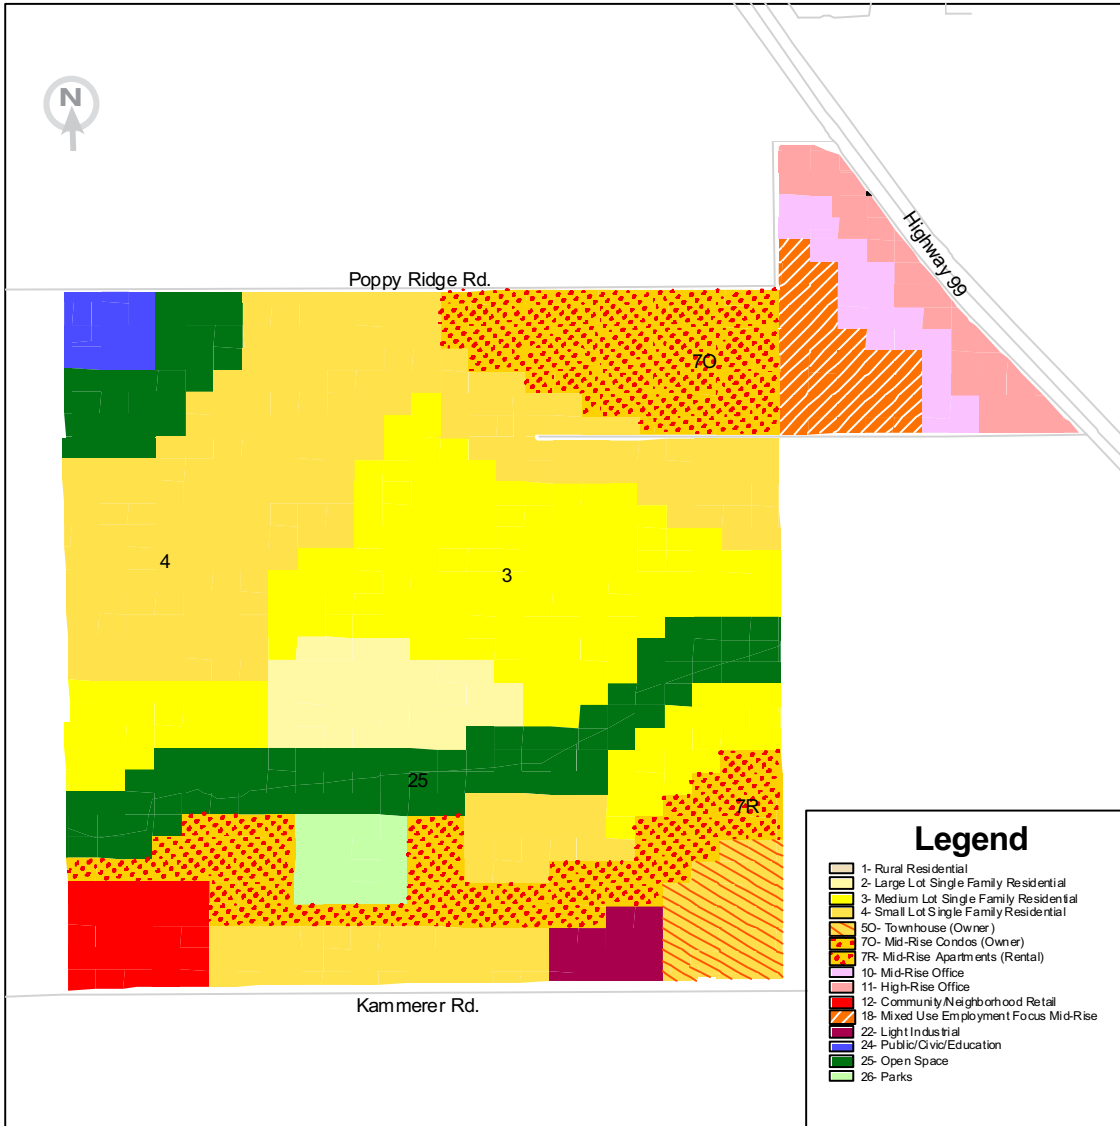 N
Highway 99
Poppy Ridge Rd.
7O
4
3
25
7R
Kammerer Rd.
Legend
1- Rural Residential
2- Large Lot Single Family Residential
3- Medium Lot Single Family Residential
4- Small Lot Single Family Residential
5O- Townhouse (Owner)
7O- Mid-Rise Condos (Owner)
7R- Mid-Rise Apartments (Rental)
10- Mid-Rise Office
11- High-Rise Office
12- Community/Neighborhood Retail
18- Mixed Use Employment Focus Mid-Rise
22- Light Industrial
24- Public/Civic/Education
25- Open Space
26- Parks